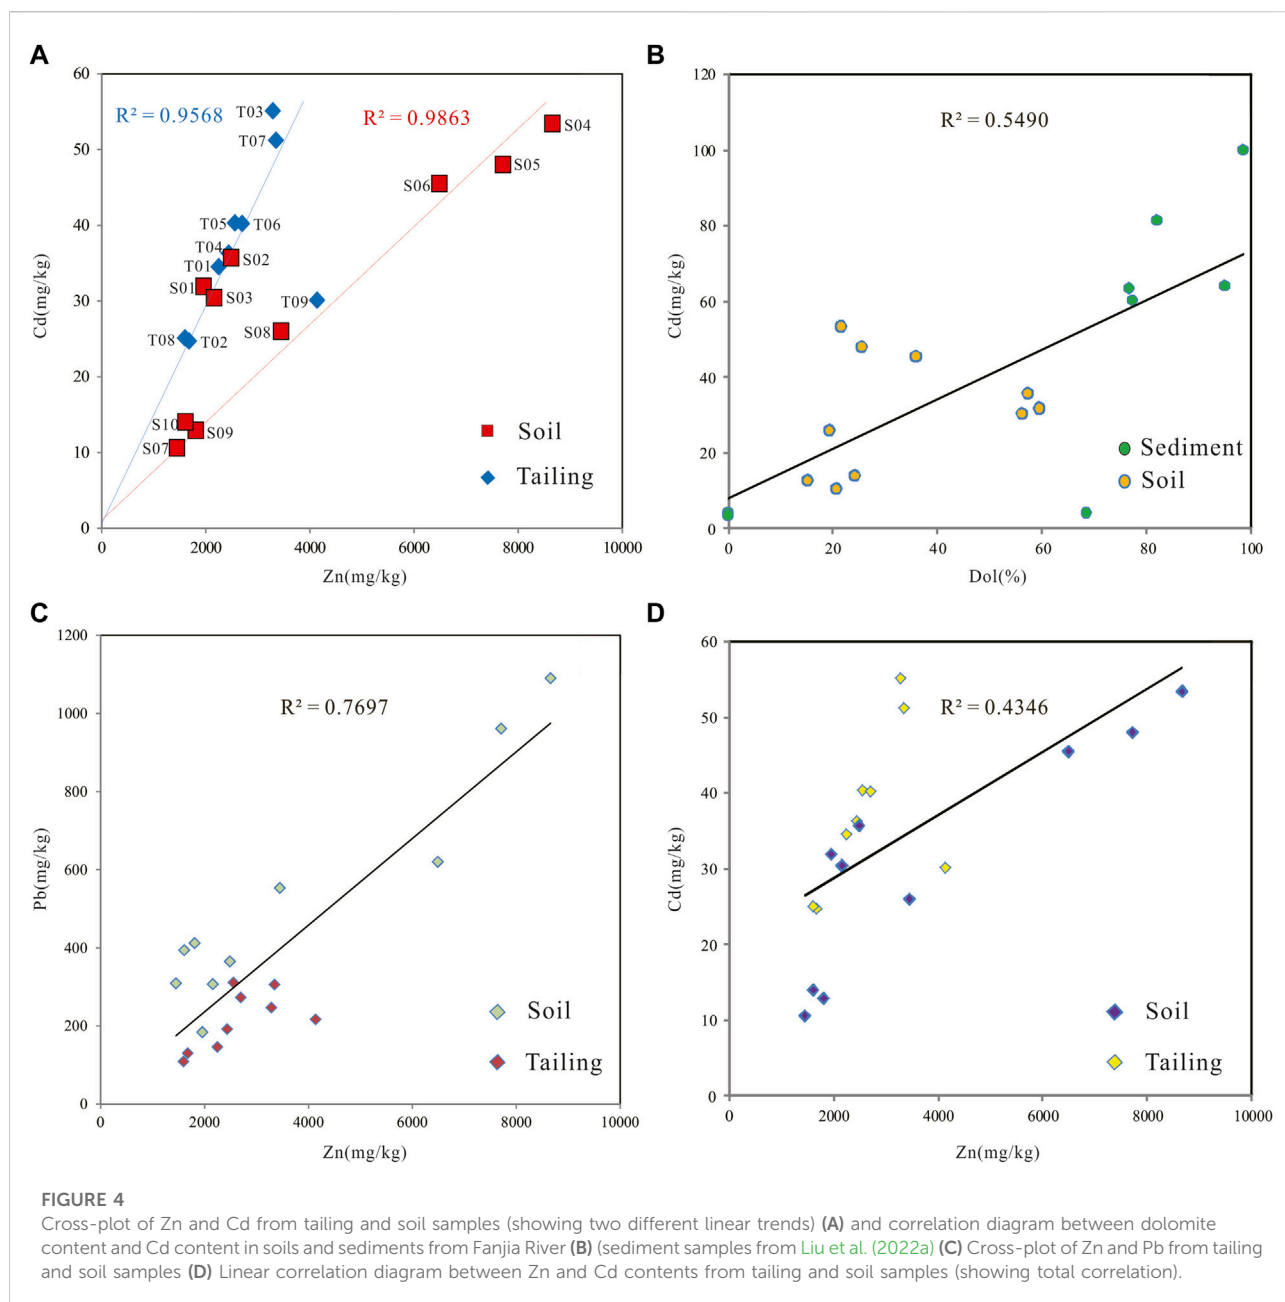 A
60
50
40
30
20
10
0
0
2000
4000
6000
8000
10000
Cd(mg/kg)
Zn(mg/kg)
R² = 0.9568
R² = 0.9863
T03
T07
T05
T06
T04
T01
T09
T08
T02
S04
S05
S06
S02
S01
S03
S08
S10
S09
S07
Soil
Tailing
B
120
100
80
60
40
20
0
0
20
40
60
80
100
Cd(mg/kg)
Dol(%)
R² = 0.5490
Sediment
Soil
C
1200
1000
800
600
400
200
0
0
2000
4000
6000
8000
10000
Pb(mg/kg)
Zn(mg/kg)
R² = 0.7697
Soil
Tailing
D
60
50
40
30
20
10
0
0
2000
4000
6000
8000
10000
Cd(mg/kg)
Zn(mg/kg)
R² = 0.4346
Soil
Tailing
FIGURE 4
Cross-plot of Zn and Cd from tailing and soil samples (showing two different linear trends) (A) and correlation diagram between dolomite
content and Cd content in soils and sediments from Fanjia River (B) (sediment samples from Liu et al. (2022a) (C) Cross-plot of Zn and Pb from tailing
and soil samples (D) Linear correlation diagram between Zn and Cd contents from tailing and soil samples (showing total correlation).